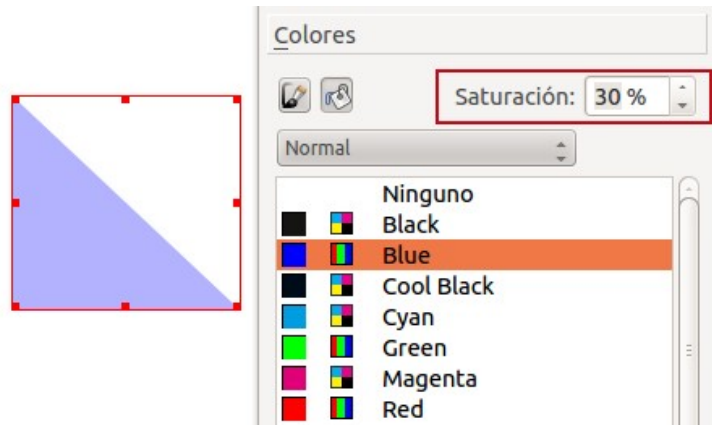 Colores
Saturación: 30 %
Normal
Ninguno
Black
Blue
Cool Black
Cyan
Green
Magenta
Red